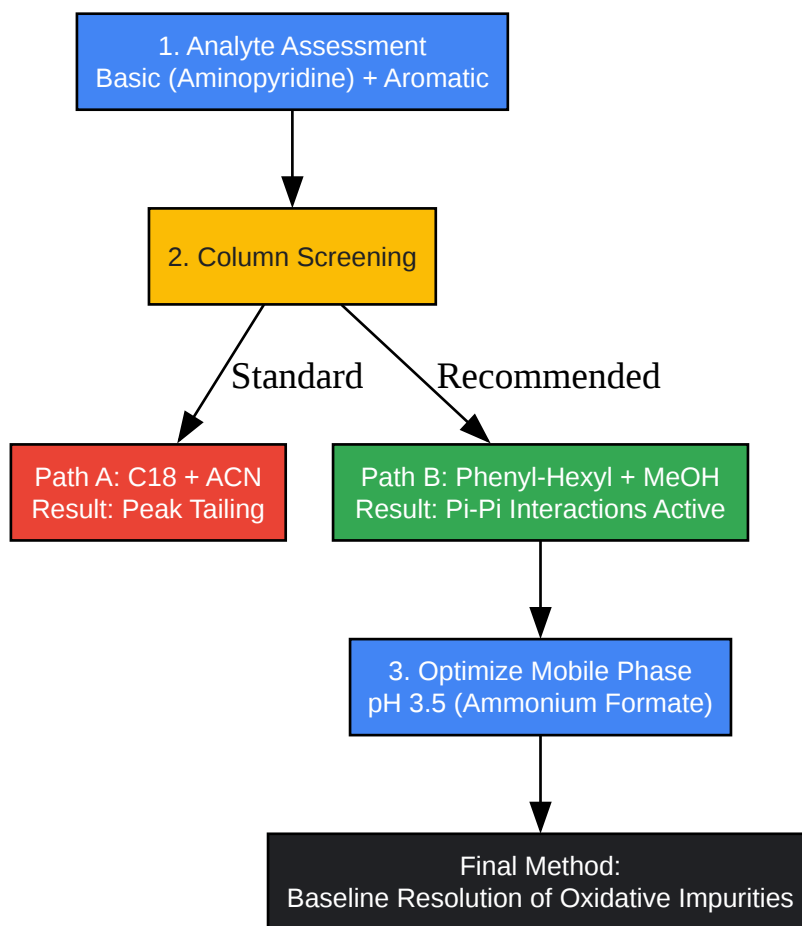 1. Analyte Assessment
Basic (Aminopyridine) + Aromatic
2. Column Screening
Standard
Recommended
Path A: C18 + ACN
Result: Peak Tailing
Path B: Phenyl-Hexyl + MeOH
Result: Pi-Pi Interactions Active
3. Optimize Mobile Phase
pH 3.5 (Ammonium Formate)
Final Method:
Baseline Resolution of Oxidative Impurities